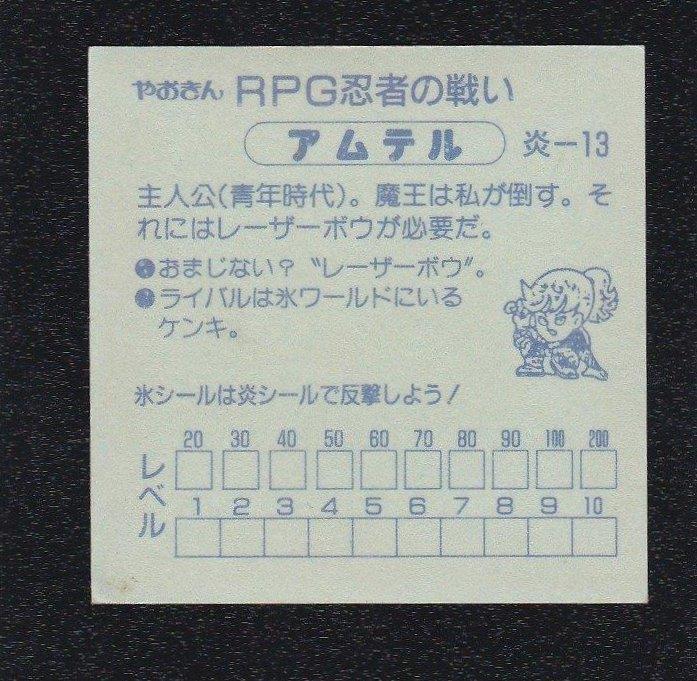 やおきん RPG忍者の戦い
アムテル 炎一13
主人公(青年時代)。魔王は私が倒す。そ
れにはレーザーボウが必要だ。
おまじない? 〝レーザーボウ〟。
ライバルは氷ワールドにいる
ケンキ。
氷シールは炎シールで反撃しよう!
20 30 40 50 60 70 80 90 100 200
レベル
1 2 3 4 5 6 7 8 9 10